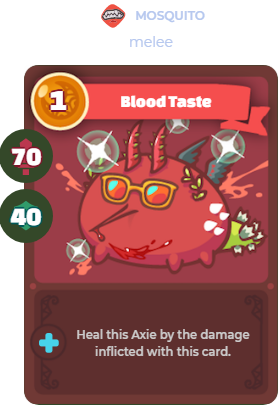 MOSQUITO
melee
1
Blood Taste
70
40
Heal this Axie by the damage
inflicted with this card.